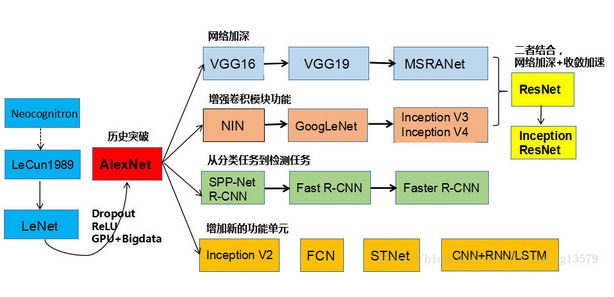 网络加深
VGG16
VGG19
MSRANet
二者结合，
网络加深+收敛加速
ResNet
Inception
ResNet
Neocognitron
LeCun1989
LeNet
历史突破
AlexNet
Dropout
ReLU
GPU+Bigdata
增强卷积模块功能
NIN
GoogLeNet
Inception V3
Inception V4
从分类任务到检测任务
SPP-Net
R-CNN
Fast R-CNN
Faster R-CNN
增加新的功能单元
Inception V2
FCN
STNet
CNN+RNN/LSTM